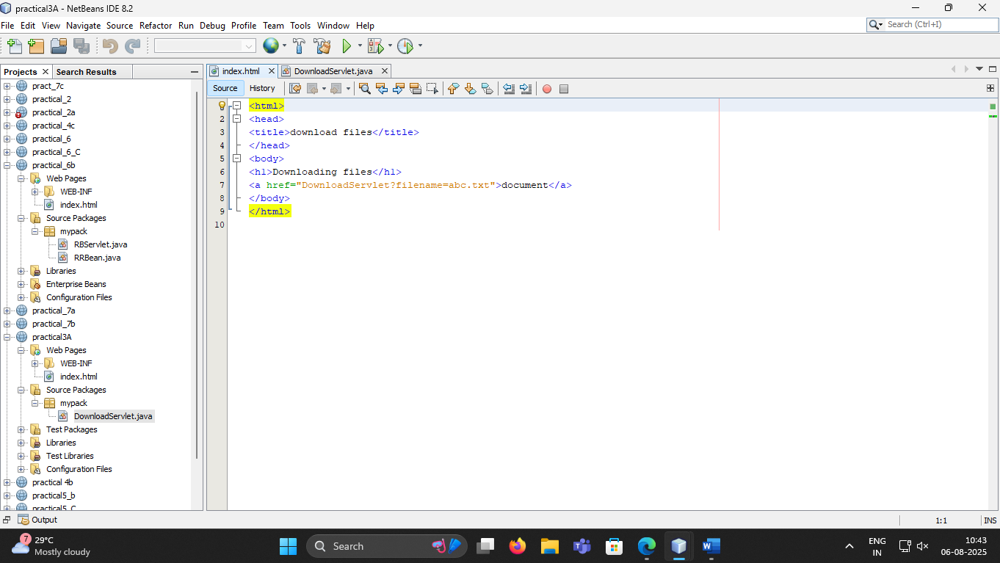 practical3A - NetBeans IDE 8.2
File Edit View Navigate Source Refactor Run Debug Profile Team Tools Window Help
Search (Ctrl+I)
Projects Search Results
index.html DownloadServlet.java
Source History
pract_7c
practical_2
practical_2a
practical_4c
practical_6
practical_6_C
practical_6b
Web Pages
WEB-INF
index.html
Source Packages
mypack
RBServlet.java
RRBean.java
Libraries
Enterprise Beans
Configuration Files
practical_7a
practical_7b
practical3A
Web Pages
WEB-INF
index.html
Source Packages
mypack
DownloadServlet.java
Test Packages
Libraries
Test Libraries
Configuration Files
practical 4b
practical5_b
practical5_C
<html>
2 <head>
3 <title>download files</title>
4 </head>
5 <body>
6 <h1>Downloading files</h1>
7 <a href="DownloadServlet?filename=abc.txt">document</a>
8 </body>
9 </html>
10
Output
1:1 INS
7
29°C
Mostly cloudy
Search
ENG
IN
10:43
06-08-2025